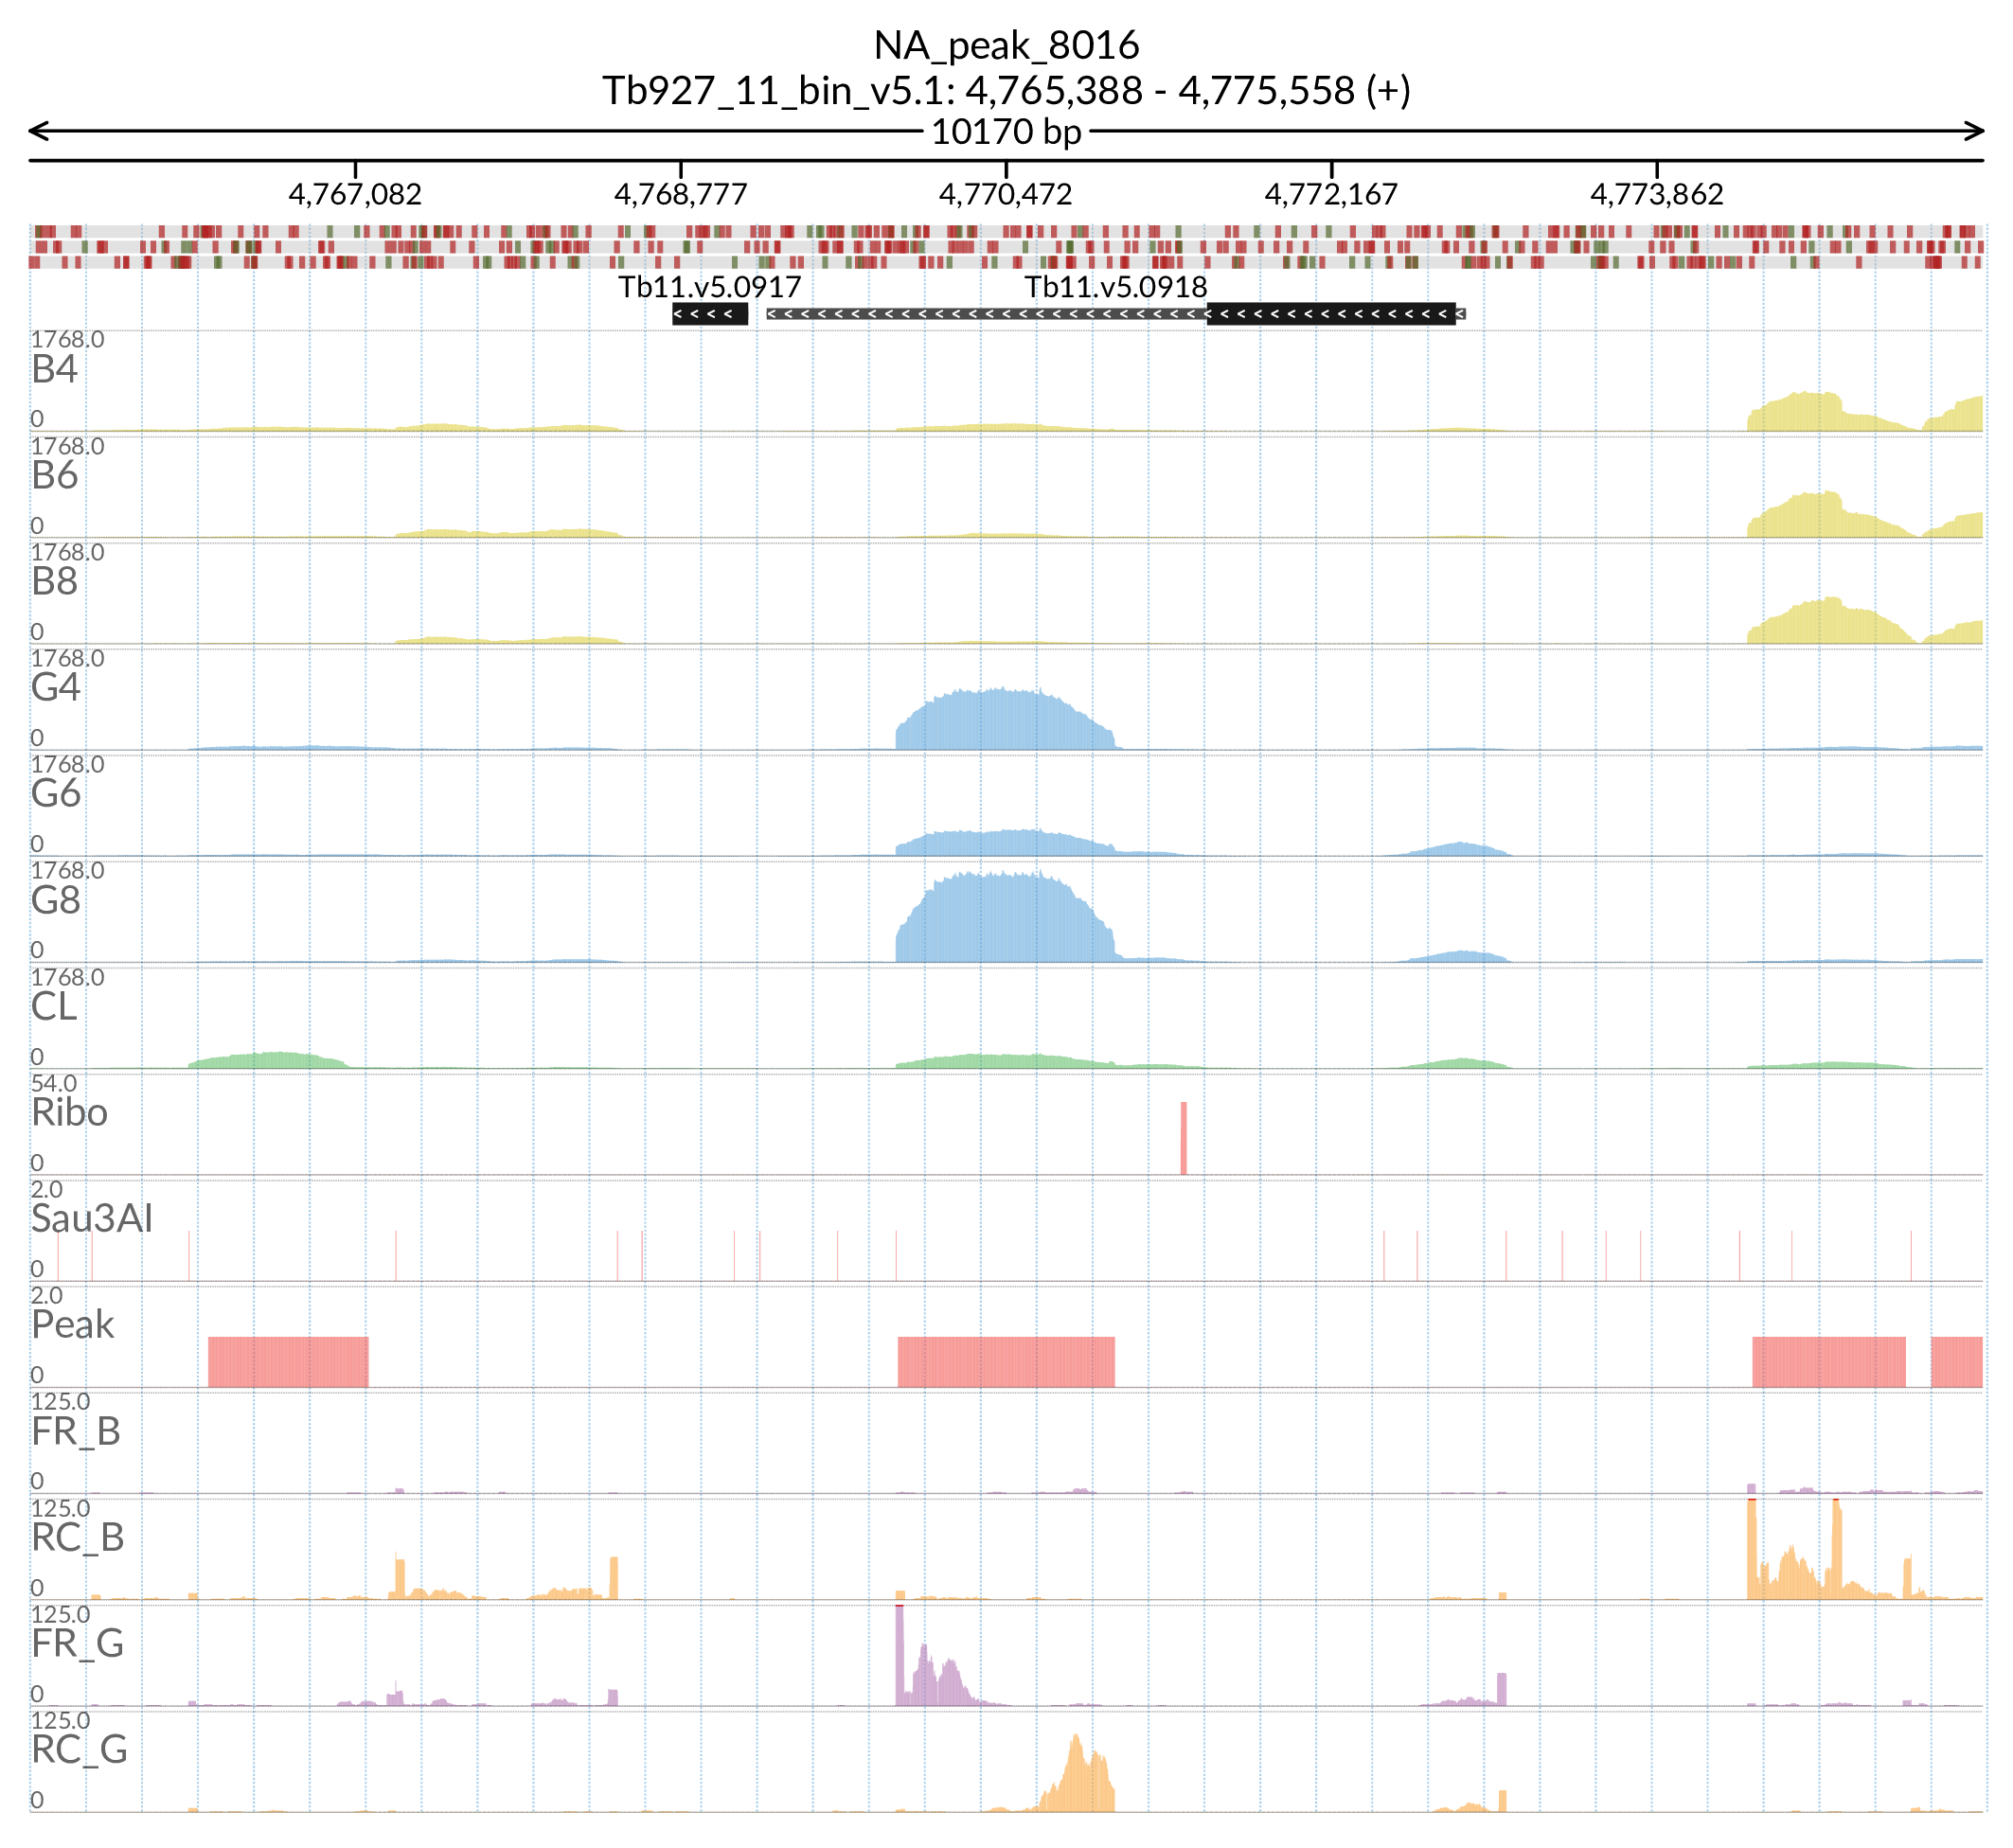 NA_peak_8016
Tb927_11_bin_v5.1: 4,765,388 - 4,775,558 (+)
10170 bp
4,767,082 4,768,777 4,770,472 4,772,167 4,773,862
Tb11.v5.0917 Tb11.v5.0918
1768.0
B4
0
1768.0
B6
0
1768.0
B8
0
1768.0
G4
0
1768.0
G6
0
1768.0
G8
0
1768.0
CL
0
54.0
Ribo
0
2.0
Sau3AI
0
2.0
Peak
0
125.0
FR_B
0
125.0
RC_B
0
125.0
FR_G
0
125.0
RC_G
0